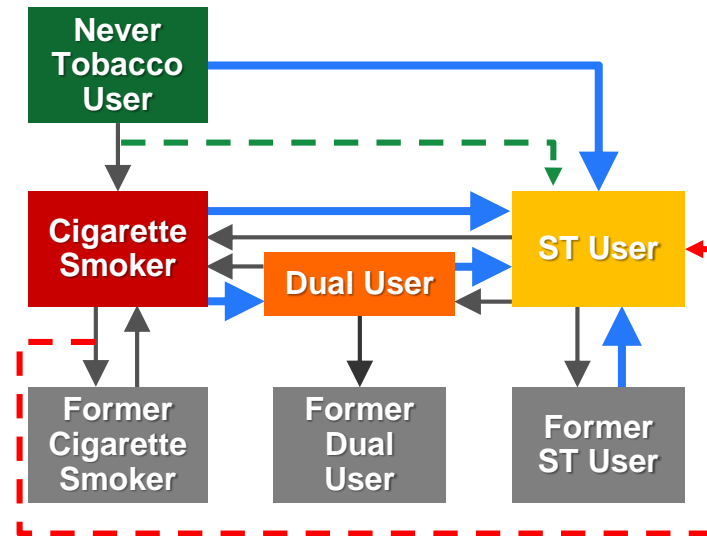 Never
Tobacco
User
Cigarette
Smoker
Dual User
ST User
Former
Cigarette
Smoker
Former
Dual
User
Former
ST User